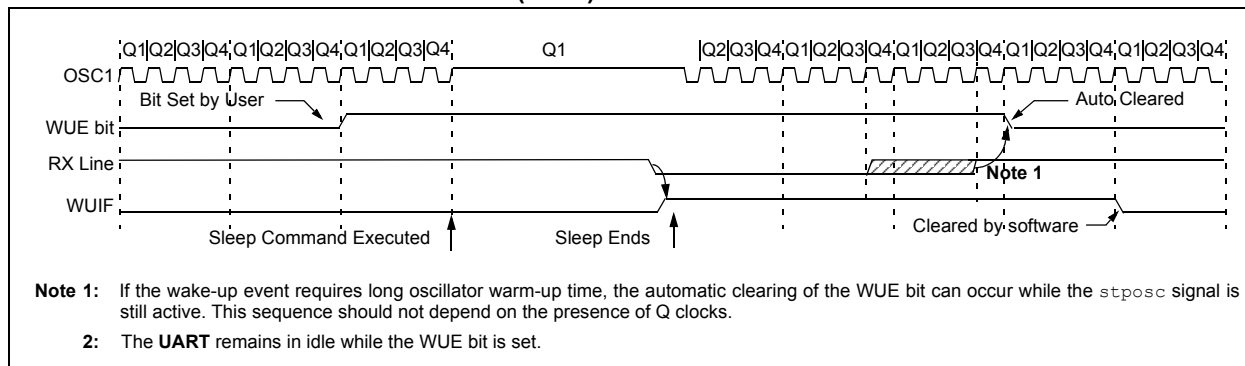 Q1 Q2 Q3 Q4 Q1 Q2 Q3 Q4 Q1 Q2 Q3 Q4 Q1 Q2 Q3 Q4 Q1 Q2 Q3 Q4 Q1 Q2 Q3 Q4 Q1 Q2 Q3 Q4 Q1 Q2 Q3 Q4
OSC1
Bit Set by User
Auto Cleared
WUE bit
RX Line
Note 1
WUIF
Cleared by software
Sleep Command Executed
Sleep Ends
Note 1: If the wake-up event requires long oscillator warm-up time, the automatic clearing of the WUE bit can occur while the stposc signal is
still active. This sequence should not depend on the presence of Q clocks.
2: The UART remains in idle while the WUE bit is set.